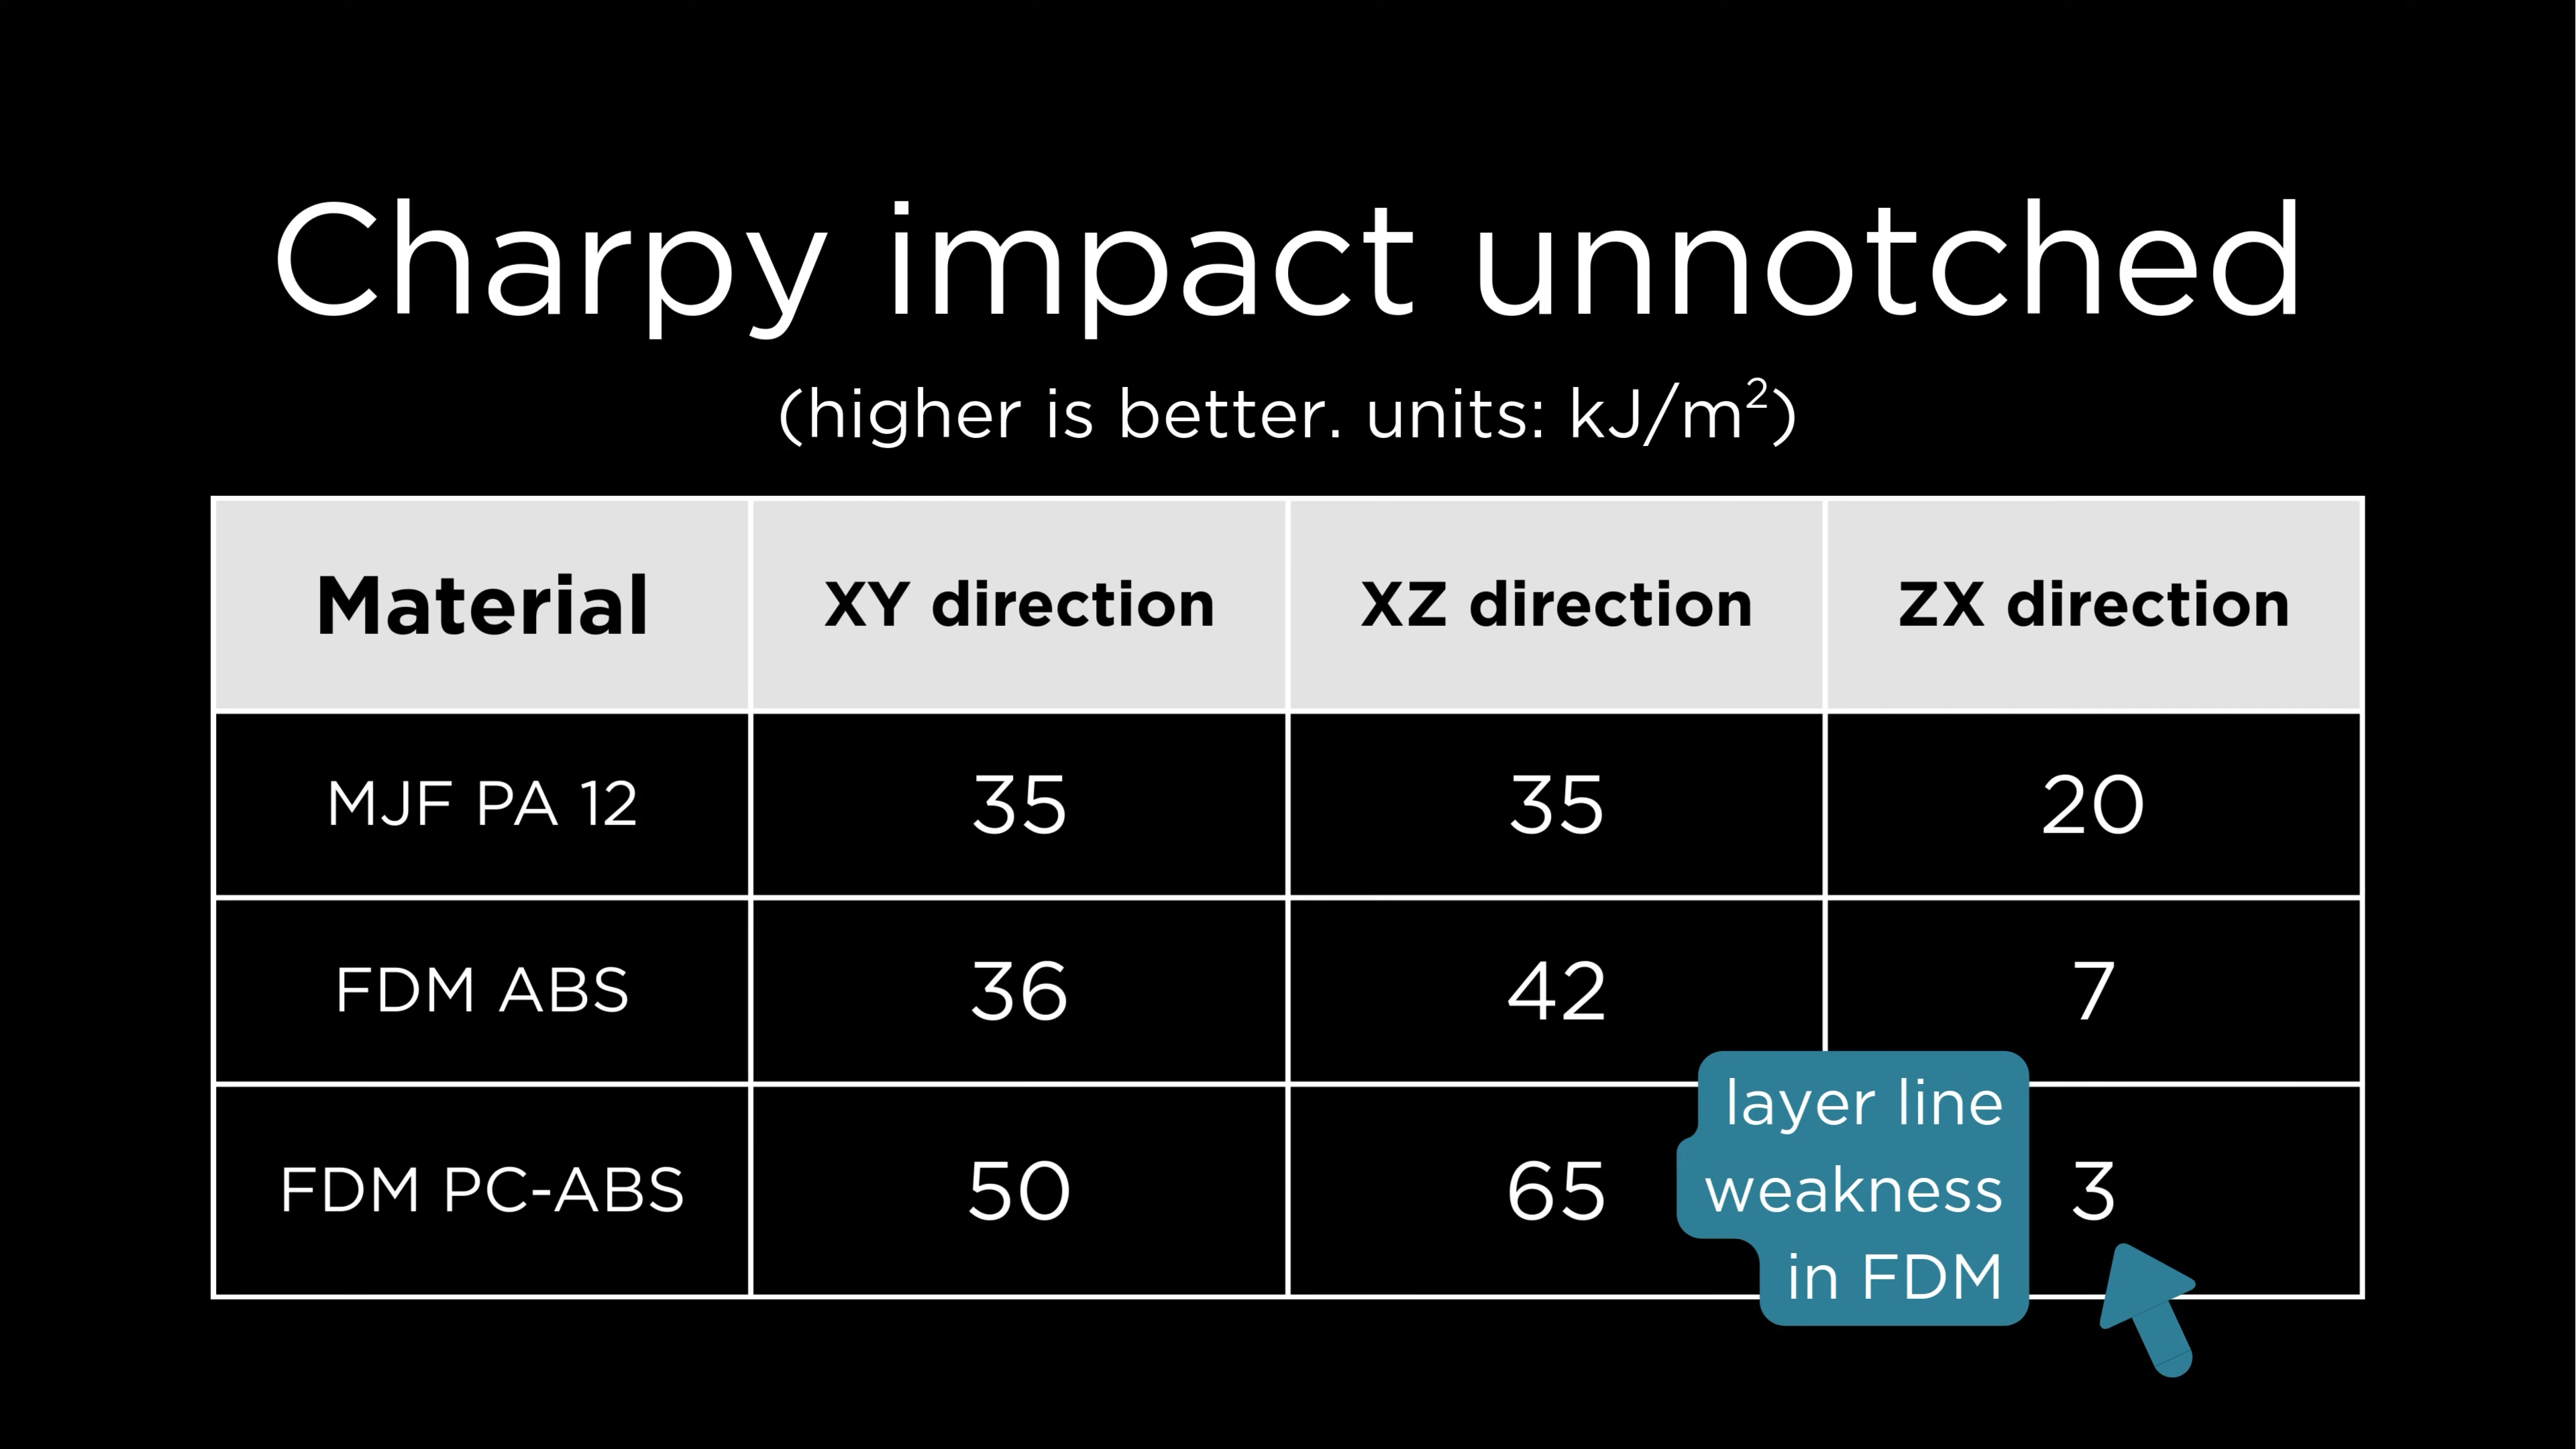 Charpy impact unnotched
(higher is better. units: kJ/m²)
Material XY direction XZ direction ZX direction
MJF PA 12 35 35 20
FDM ABS 36 42 7
FDM PC-ABS 50 65 3
layer line
weakness
in FDM